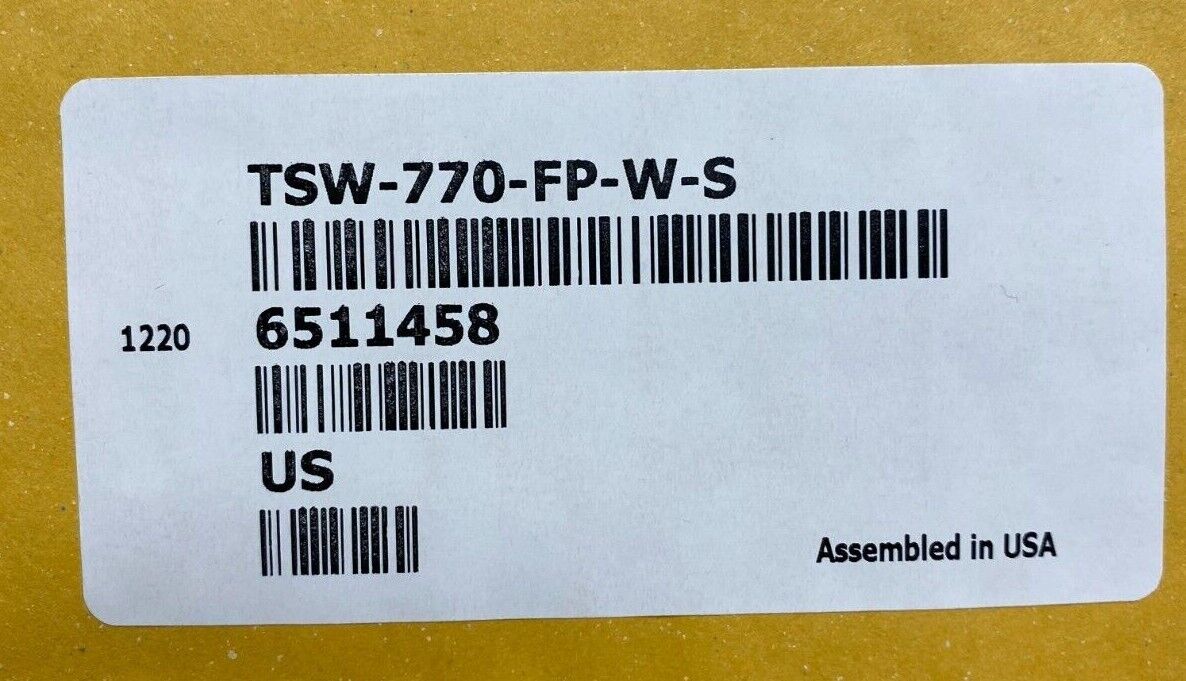 TSW-770-FP-W-S
1220 6511458
US
Assembled in USA